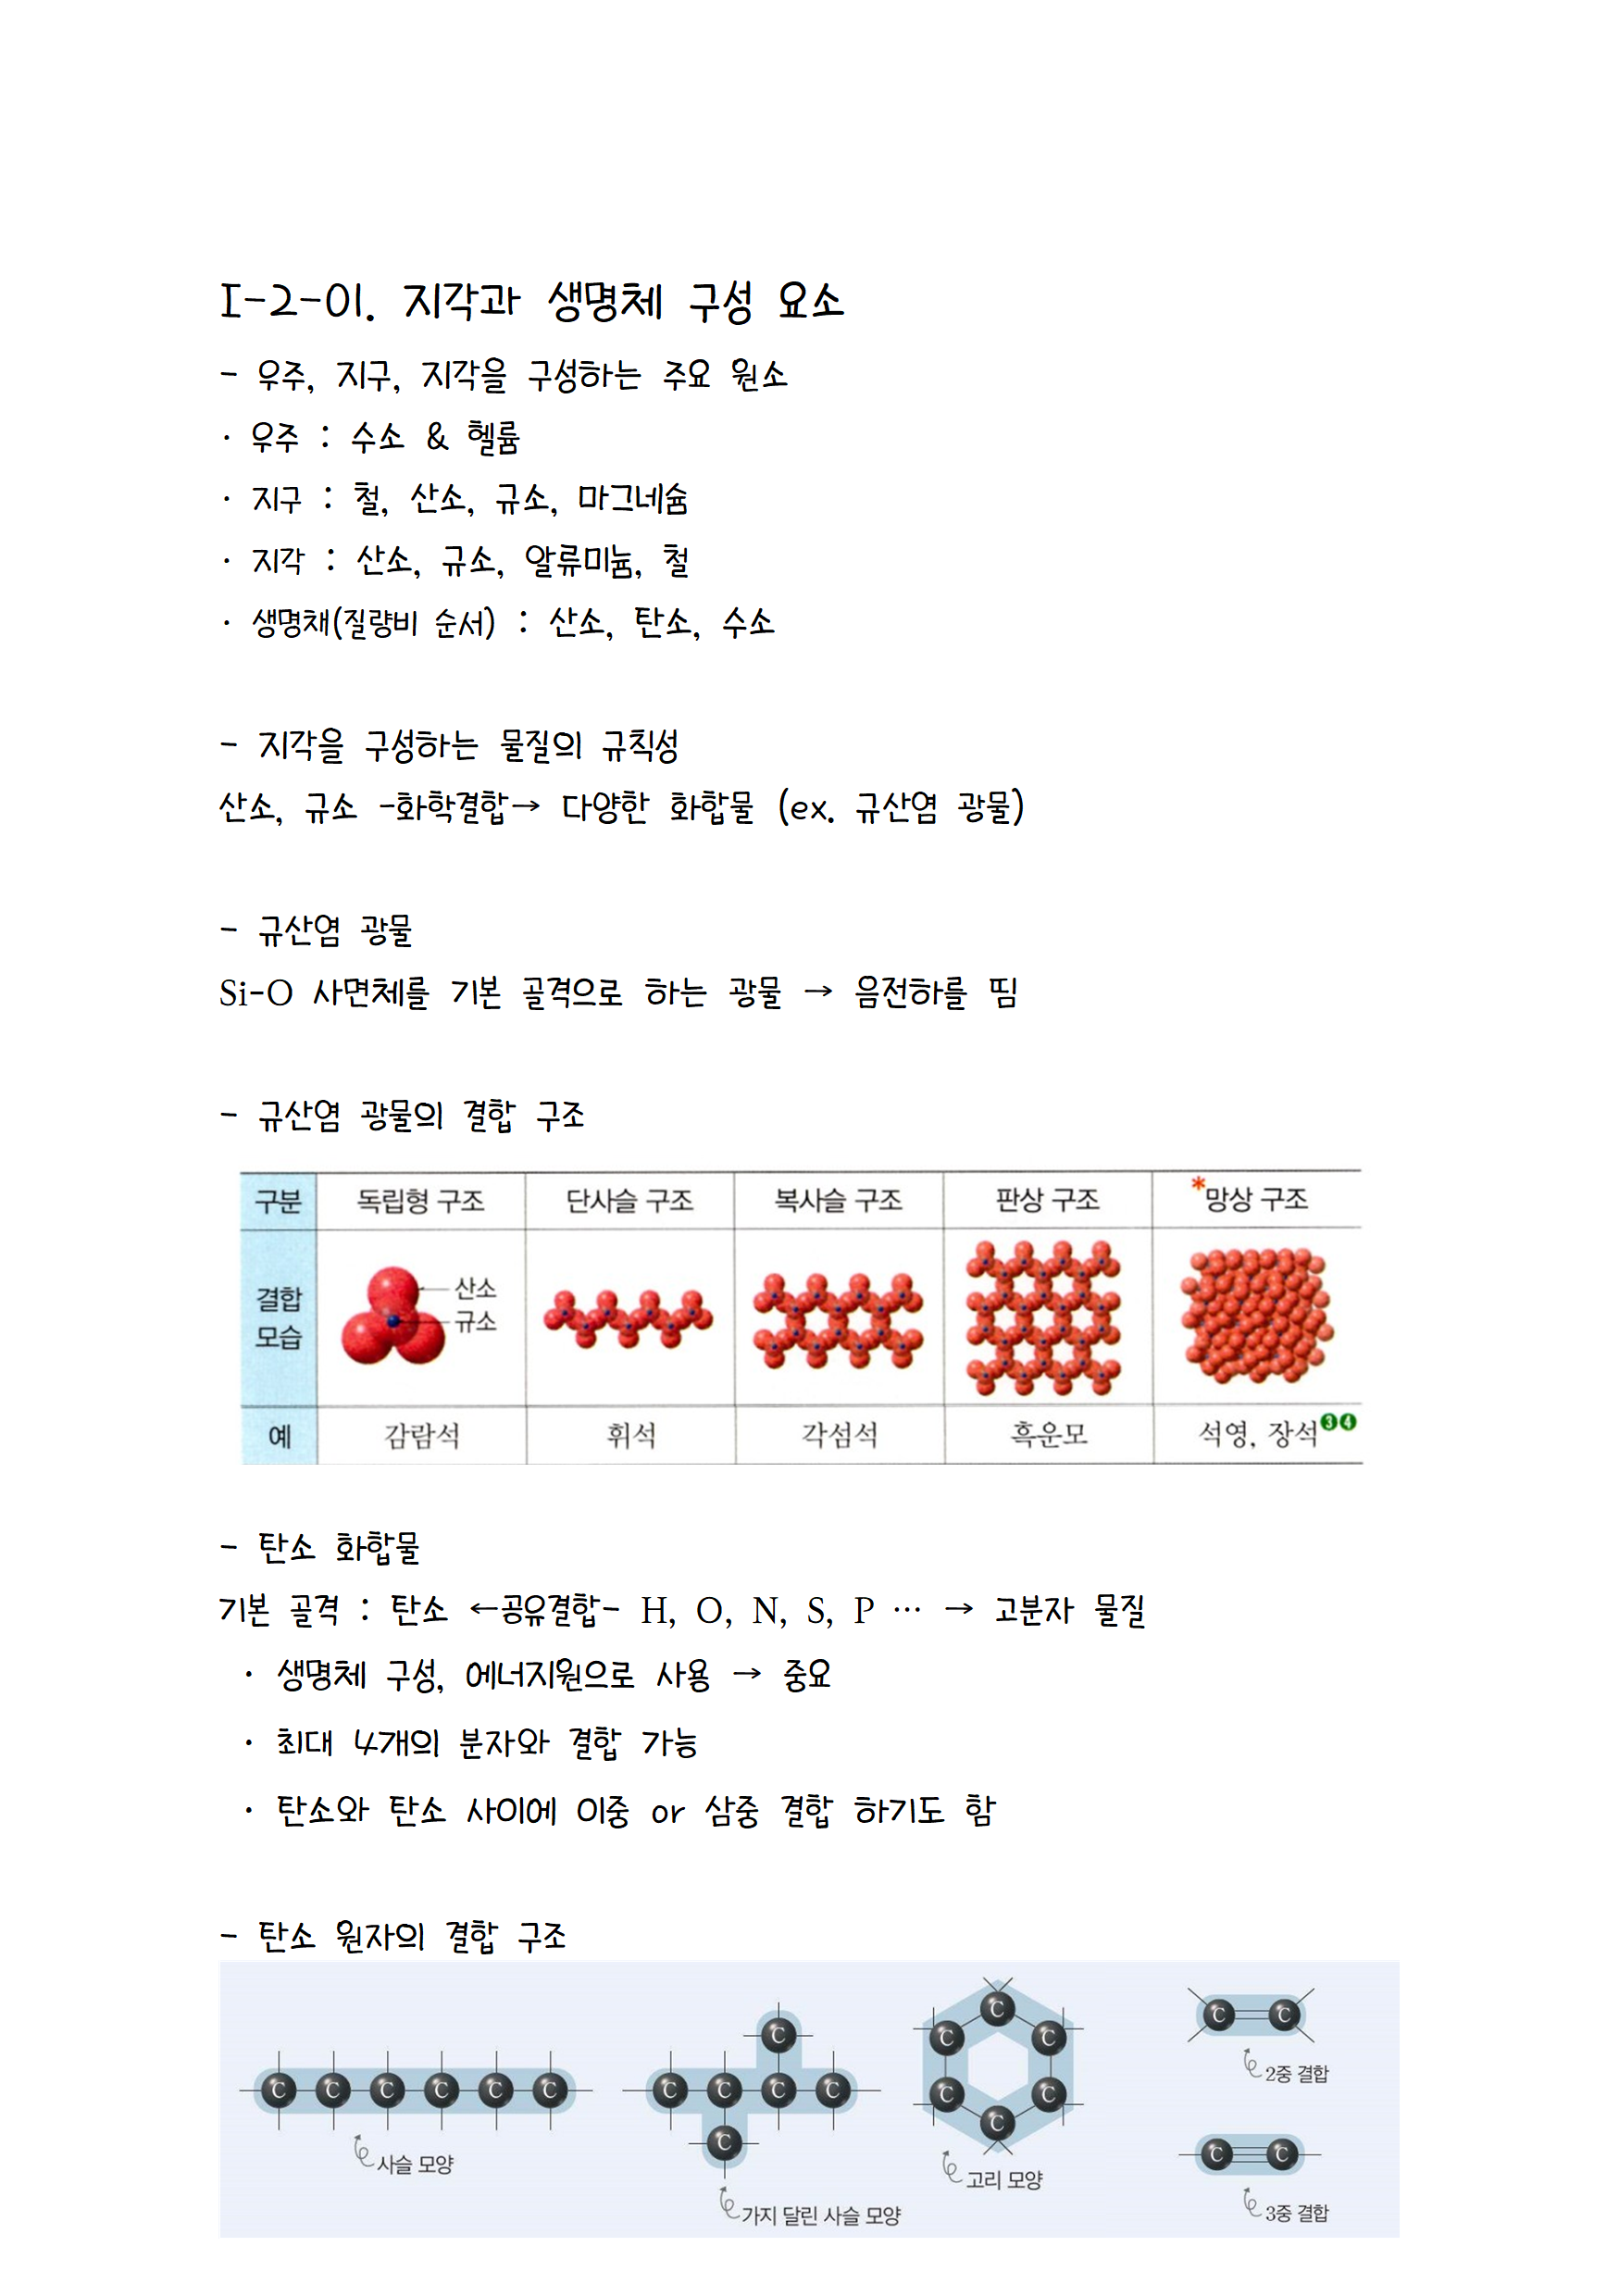 I-2-01. 지각과 생명체 구성 요소
- 우주, 지구, 지각을 구성하는 주요 원소
· 우주 : 수소 & 헬륨
· 지구 : 철, 산소, 규소, 마그네슘
· 지각 : 산소, 규소, 알류미늄, 철
· 생명채(질량비 순서) : 산소, 탄소, 수소
- 지각을 구성하는 물질의 규칙성
산소, 규소 -화학결합→ 다양한 화합물 (ex. 규산염 광물)
- 규산염 광물
Si-O 사면체를 기본 골격으로 하는 광물 → 음전하를 띰
- 규산염 광물의 결합 구조
구분 독립형 구조 단사슬 구조 복사슬 구조 판상 구조 *망상 구조
결합 모습 산소 규소
예 감람석 휘석 각섬석 흑운모 석영, 장석❸❹
- 탄소 화합물
기본 골격 : 탄소 ←공유결합- H, O, N, S, P ⋯ → 고분자 물질
· 생명체 구성, 에너지원으로 사용 → 중요
· 최대 4개의 분자와 결합 가능
· 탄소와 탄소 사이에 이중 or 삼중 결합 하기도 함
- 탄소 원자의 결합 구조
C C C C C C
사슬 모양
C
C C C C
C
가지 달린 사슬 모양
C
C C
C C
C
고리 모양
C C
2중 결합
C C
3중 결합